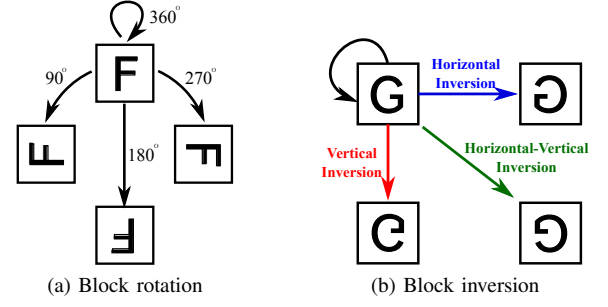 360°
F
90°
270°
F
F
180°
F
(a) Block rotation
Horizontal
Inversion
G
G
Vertical
Inversion
Horizontal-Vertical
Inversion
G
G
(b) Block inversion